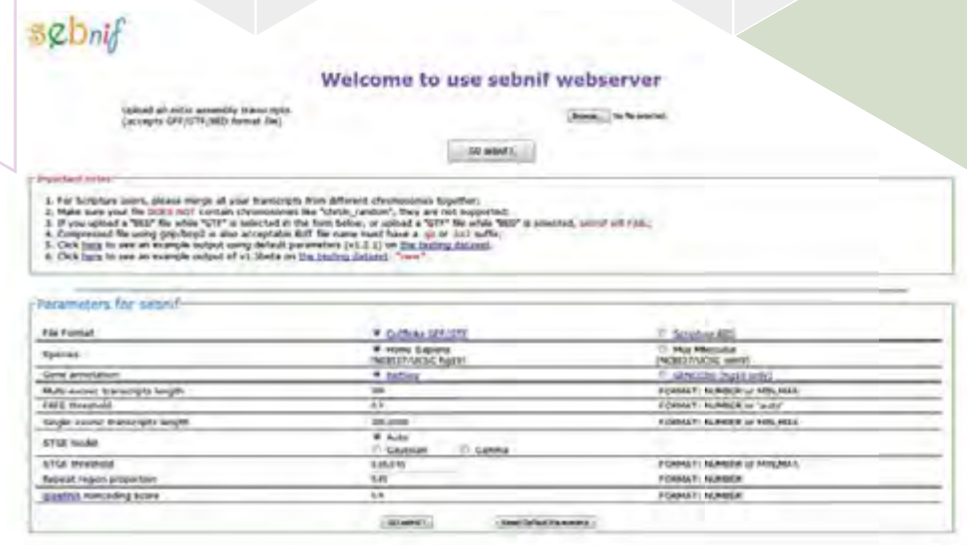 sebnif
Welcome to use sebnif webserver
Upload an initio assembly transcripts
(accepts GFF/GTF/BED format file)
Browse... No file selected.
GO sebnif !
Important notes:
1. For Scripture users, please merge all your transcripts from different chromosomes together;
2. Make sure your file DOES NOT contain chromosomes like "chrUn_random", they are not supported;
3. If you upload a "BED" file while "GTF" is selected in the form below, or upload a "GTF" file while "BED" is selected, sebnif will FAIL;
4. Compressed file using gzip/bzip2 is also acceptable BUT file name must have a .gz or .bz2 suffix;
5. Click here to see an example output using default parameters (v1.2.1) on the testing dataset.
6. Click here to see an example output of v1.3beta on the testing dataset. "new"
Parameters for sebnif
File Format Cufflinks GFF/GTF Scripture BED
Species Homo Sapiens Mus Musculus
Gene annotation GENCODE (hg19 only)
Multi-exonic transcripts length FORMAT: NUMBER or MIN,MAX
threshold FORMAT: NUMBER or "auto"
Single-exonic transcripts length FORMAT: NUMBER or MIN,MAX
model Auto
Gaussian Gamma
threshold FORMAT: NUMBER or MIN,MAX
Repeat region proportion FORMAT: NUMBER
noncoding score FORMAT: NUMBER
GO sebnif ! Reset Default Parameters